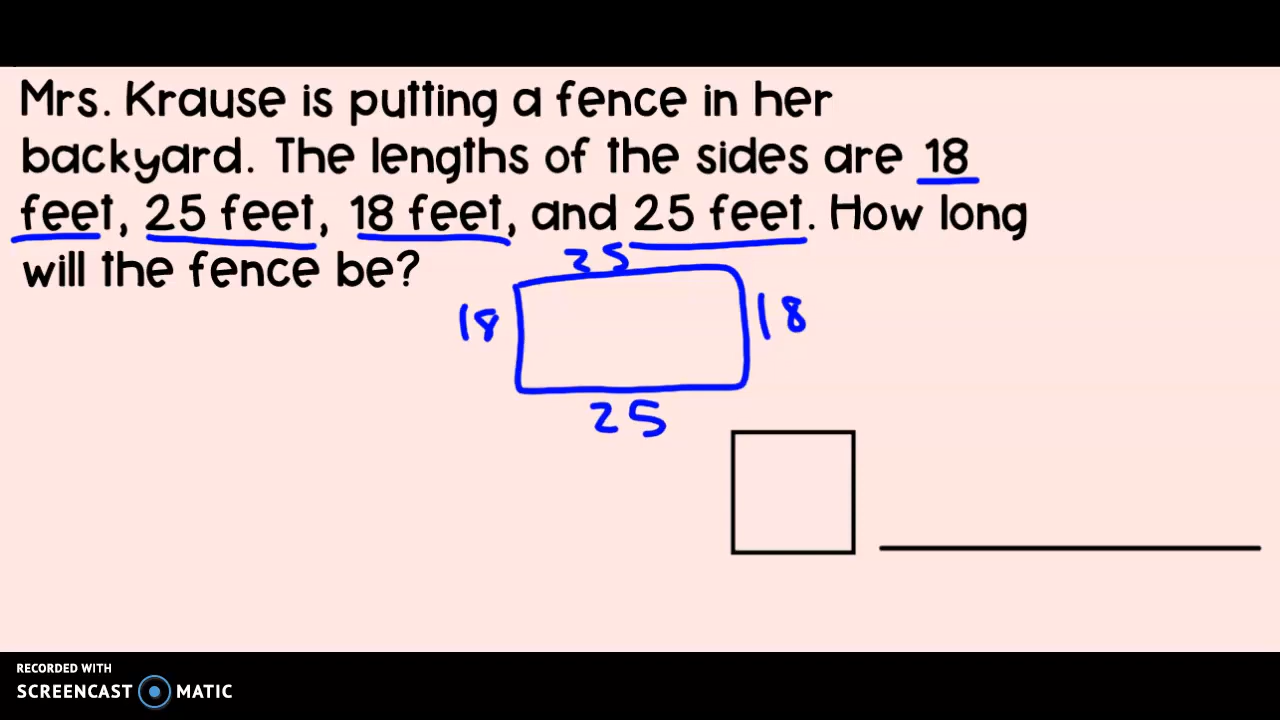 Mrs. Krause is putting a fence in her
backyard. The lengths of the sides are 18
feet, 25 feet, 18 feet, and 25 feet. How long
will the fence be?
25
18
18
25
RECORDED WITH
SCREENCAST MATIC